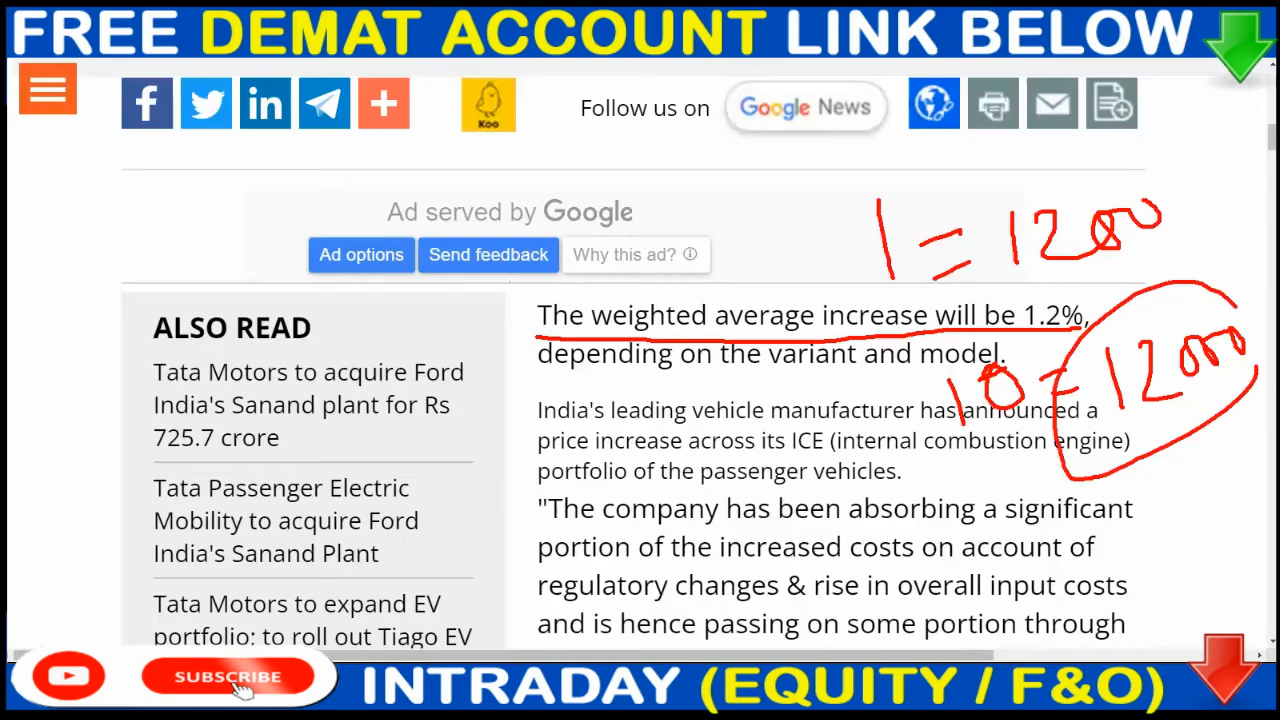 FREE DEMAT ACCOUNT LINK BELOW
Koo
Follow us on
Google News
Ad served by Google
Ad options
Send feedback
Why this ad?
1 = 1200
ALSO READ
Tata Motors to acquire Ford
India's Sanand plant for Rs
725.7 crore
Tata Passenger Electric
Mobility to acquire Ford
India's Sanand Plant
Tata Motors to expand EV
portfolio; to roll out Tiago EV
The weighted average increase will be 1.2%,
depending on the variant and model.
10 = 12000
India's leading vehicle manufacturer has announced a
price increase across its ICE (internal combustion engine)
portfolio of the passenger vehicles.
"The company has been absorbing a significant
portion of the increased costs on account of
regulatory changes & rise in overall input costs
and is hence passing on some portion through
SUBSCRIBE
INTRADAY (EQUITY / F&O)